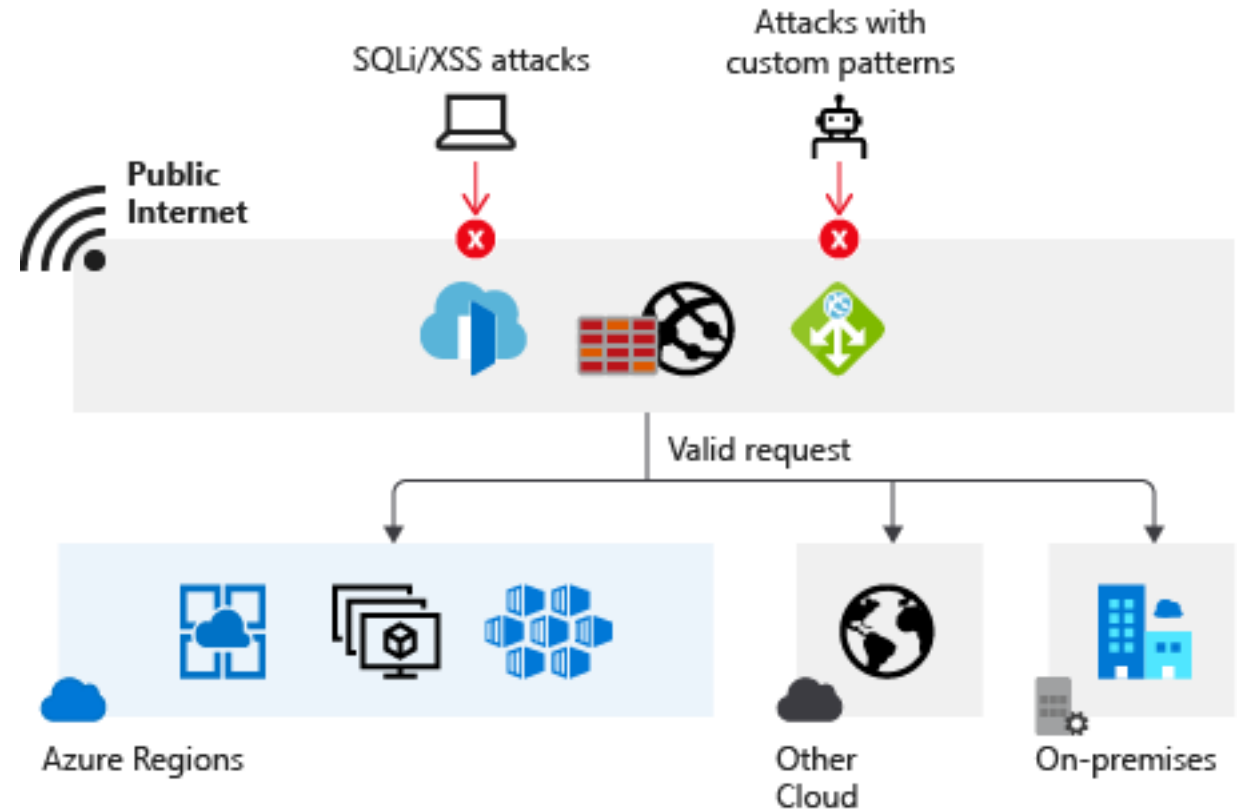 SQLi/XSS attacks
Attacks with
custom patterns
Public
Internet
X
X
Valid request
Azure Regions
Other
Cloud
On-premises